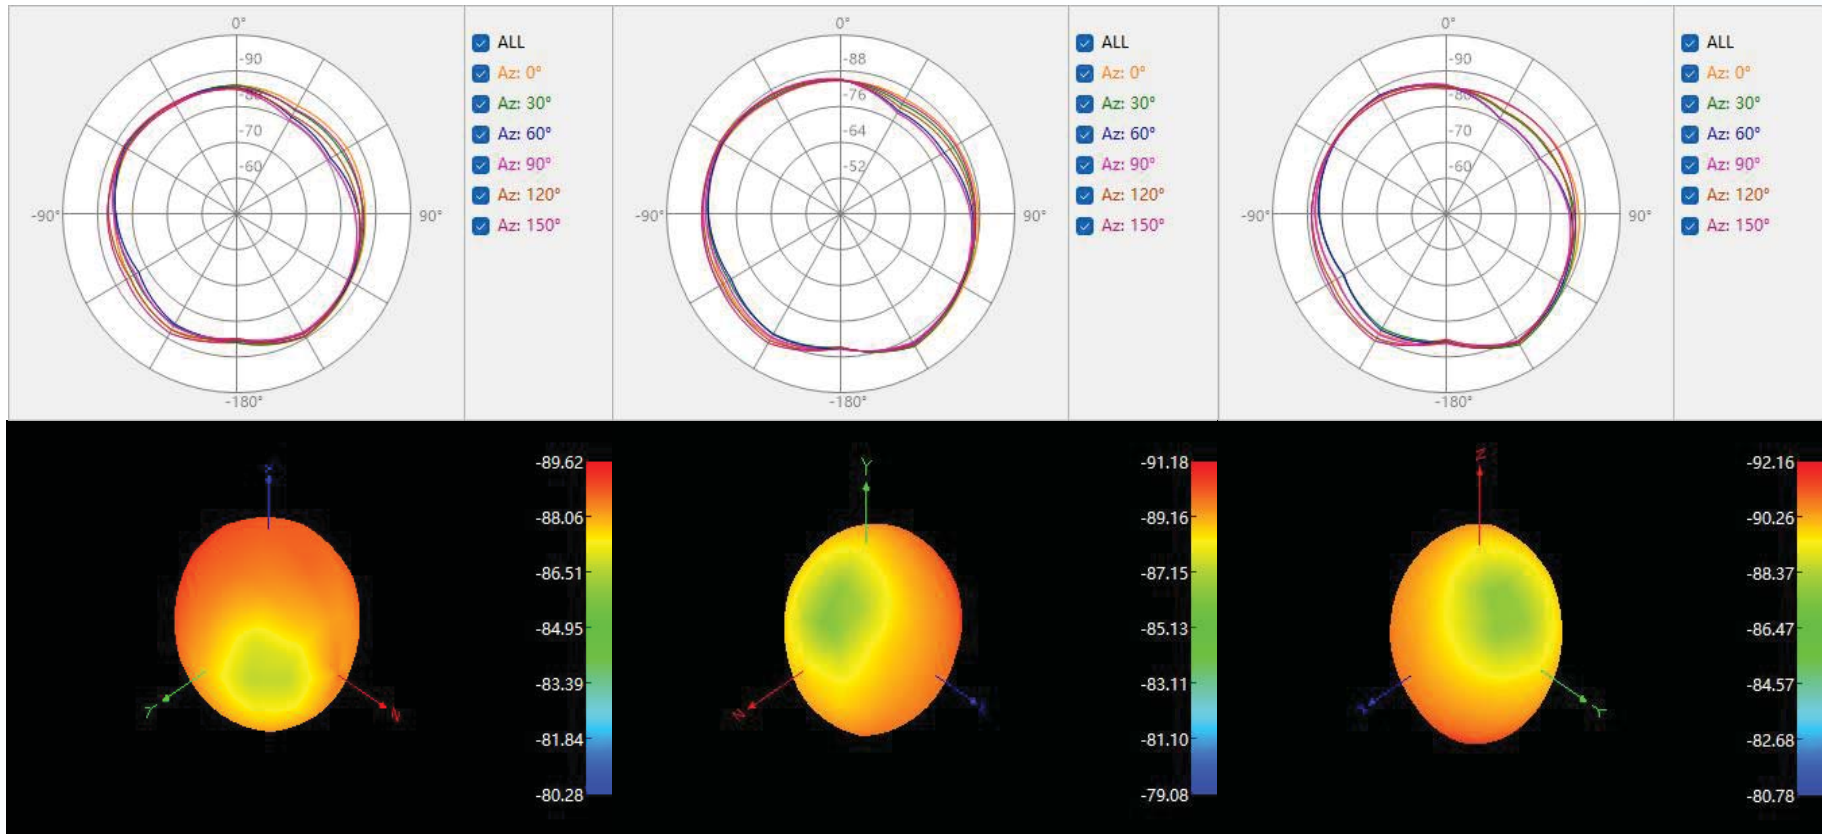 0°
-90
-80
-70
-60
-90°
90°
-180°
ALL
Az: 0°
Az: 30°
Az: 60°
Az: 90°
Az: 120°
Az: 150°
0°
-88
-76
-64
-52
-90°
90°
-180°
ALL
Az: 0°
Az: 30°
Az: 60°
Az: 90°
Az: 120°
Az: 150°
0°
-90
-80
-70
-60
-90°
90°
-180°
ALL
Az: 0°
Az: 30°
Az: 60°
Az: 90°
Az: 120°
Az: 150°
X
Y
Z
-89.62
-88.06
-86.51
-84.95
-83.39
-81.84
-80.28
Y
Z
X
-91.18
-89.16
-87.15
-85.13
-83.11
-81.10
-79.08
Z
X
Y
-92.16
-90.26
-88.37
-86.47
-84.57
-82.68
-80.78